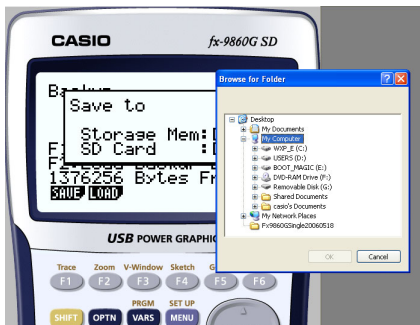 CASIO
fx-9860G SD
Save to
Storage Mem:
SD Card :
1376256 Bytes Fr
SAVE LOAD
USB POWER GRAPHIC
Trace Zoom V-Window Sketch
F1 F2 F3 F4 F5 F6
PRGM SET UP
SHIFT OPTN VARS MENU
Browse for Folder
Desktop
My Documents
My Computer
WXP_E (C:)
USERS (D:)
BOOT_MAGIC (E:)
DVD-RAM Drive (F:)
Removable Disk (G:)
Shared Documents
casio's Documents
My Network Places
Fx9860GSingle20060518
OK Cancel